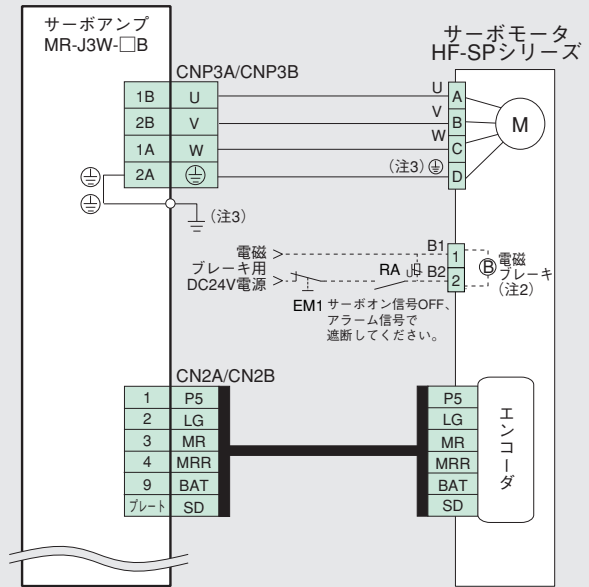 サーボアンプ
MR-J3W-□B
サーボモータ
HF-SPシリーズ
CNP3A/CNP3B
1B U
2B V
1A W
2A
U
V
W
(注3)
A
B
C
D
M
(注3)
電磁
ブレーキ用
DC24V電源
EM1
RA
サーボオン信号OFF、
アラーム信号で
遮断してください。
B1
B2
1
2
B
U
電磁
ブレーキ
(注2)
CN2A/CN2B
1 P5
2 LG
3 MR
4 MRR
9 BAT
プレート SD
P5
LG
MR
MRR
BAT
SD
エンコーダ